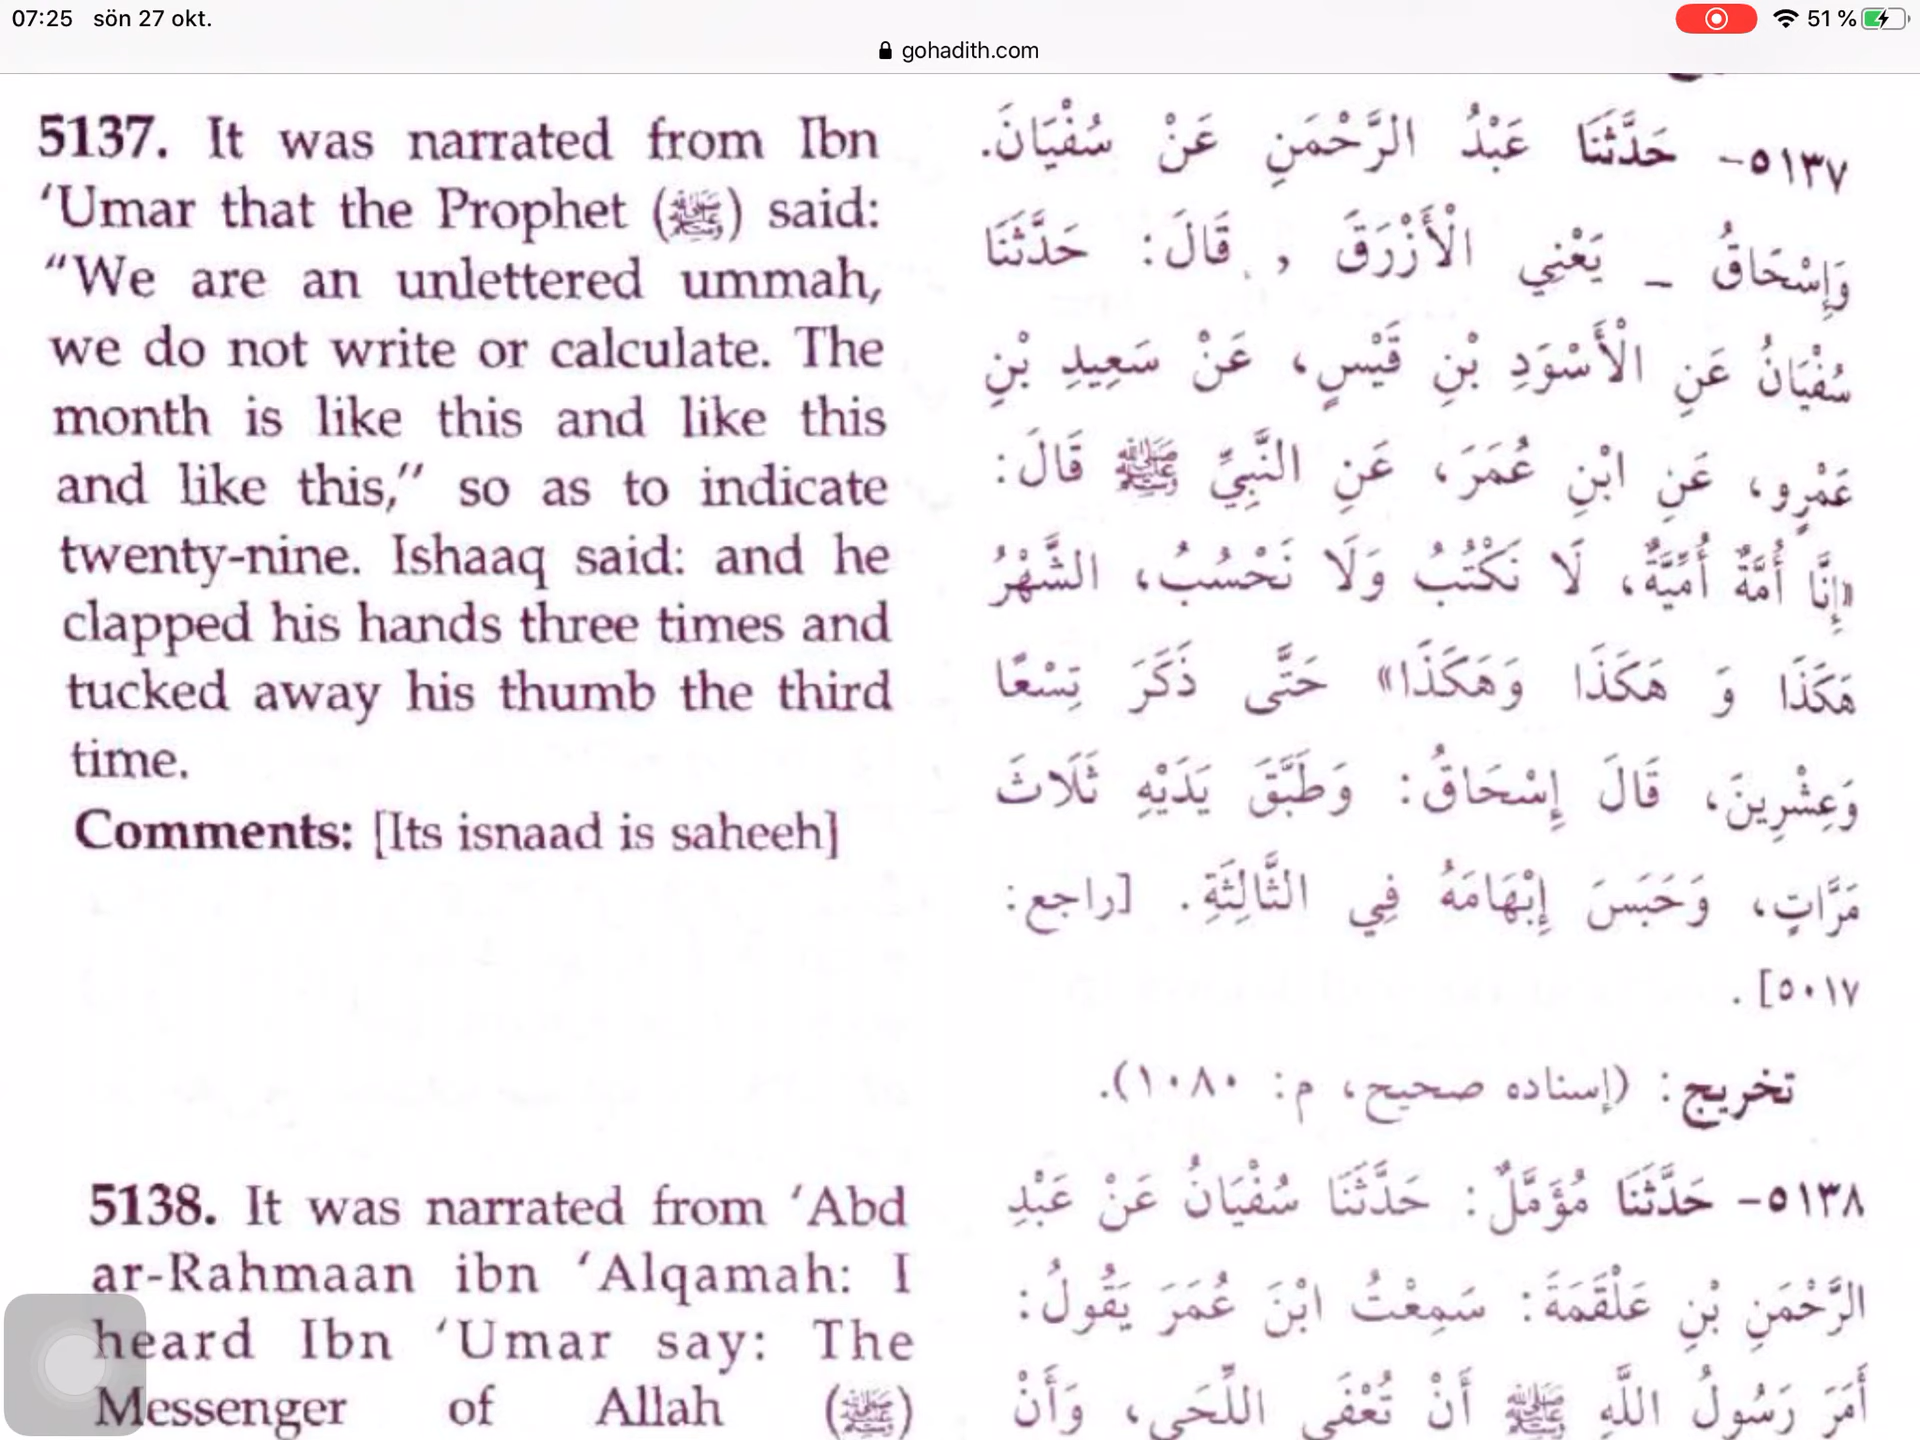 07:25 sön 27 okt.
51 %
gohadith.com
5137. It was narrated from Ibn
‘Umar that the Prophet (ﷺ) said:
“We are an unlettered ummah,
we do not write or calculate. The
month is like this and like this
and like this,” so as to indicate
twenty-nine. Ishaaq said: and he
clapped his hands three times and
tucked away his thumb the third
time.
Comments: [Its isnaad is saheeh]
5138. It was narrated from ‘Abd
ar-Rahmaan ibn ‘Alqamah: I
heard Ibn ‘Umar say: The
Messenger of Allah (ﷺ)
٥١٣٧- حَدَّثَنَا عَبْدُ الرَّحْمَنِ عَنْ سُفْيَانَ.
وَإِسْحَاقُ _ يَعْنِي الْأَزْرَقَ , قَالَ: حَدَّثَنَا
سُفْيَانُ عَنِ الْأَسْوَدِ بْنِ قَيْسٍ، عَنْ سَعِيدِ بْنِ
عَمْرٍو، عَنِ ابْنِ عُمَرَ، عَنِ النَّبِيِّ ﷺ قَالَ:
«إِنَّا أُمَّةٌ أُمِّيَّةٌ، لَا نَكْتُبُ وَلَا نَحْسُبُ، الشَّهْرُ
هَكَذَا وَ هَكَذَا وَهَكَذَا» حَتَّى ذَكَرَ تِسْعًا
وَعِشْرِينَ، قَالَ إِسْحَاقُ: وَطَبَّقَ يَدَيْهِ ثَلَاثَ
مَرَّاتٍ، وَحَبَسَ إِبْهَامَهُ فِي الثَّالِثَةِ. [راجع:
٥٠١٧].
تخريج: (إسناده صحيح، م: ١٠٨٠).
٥١٣٨- حَدَّثَنَا مُؤَمَّلٌ: حَدَّثَنَا سُفْيَانُ عَنْ عَبْدِ
الرَّحْمَنِ بْنِ عَلْقَمَةَ: سَمِعْتُ ابْنَ عُمَرَ يَقُولُ:
أَمَرَ رَسُولُ اللَّهِ ﷺ أَنْ تُعْفَى اللِّحَى، وَأَنْ